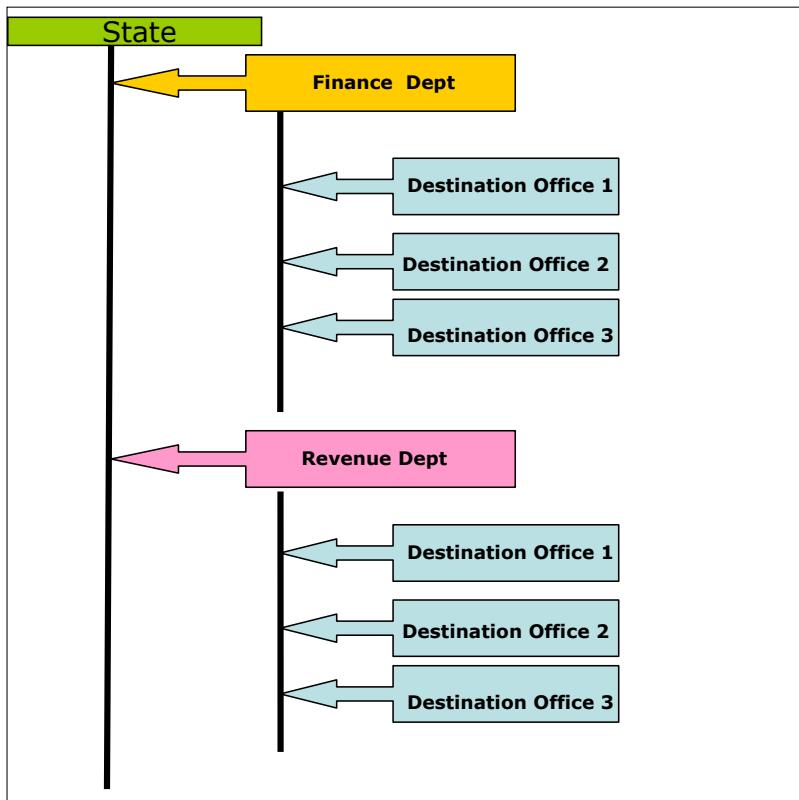 State
Finance Dept
Destination Office 1
Destination Office 2
Destination Office 3
Revenue Dept
Destination Office 1
Destination Office 2
Destination Office 3